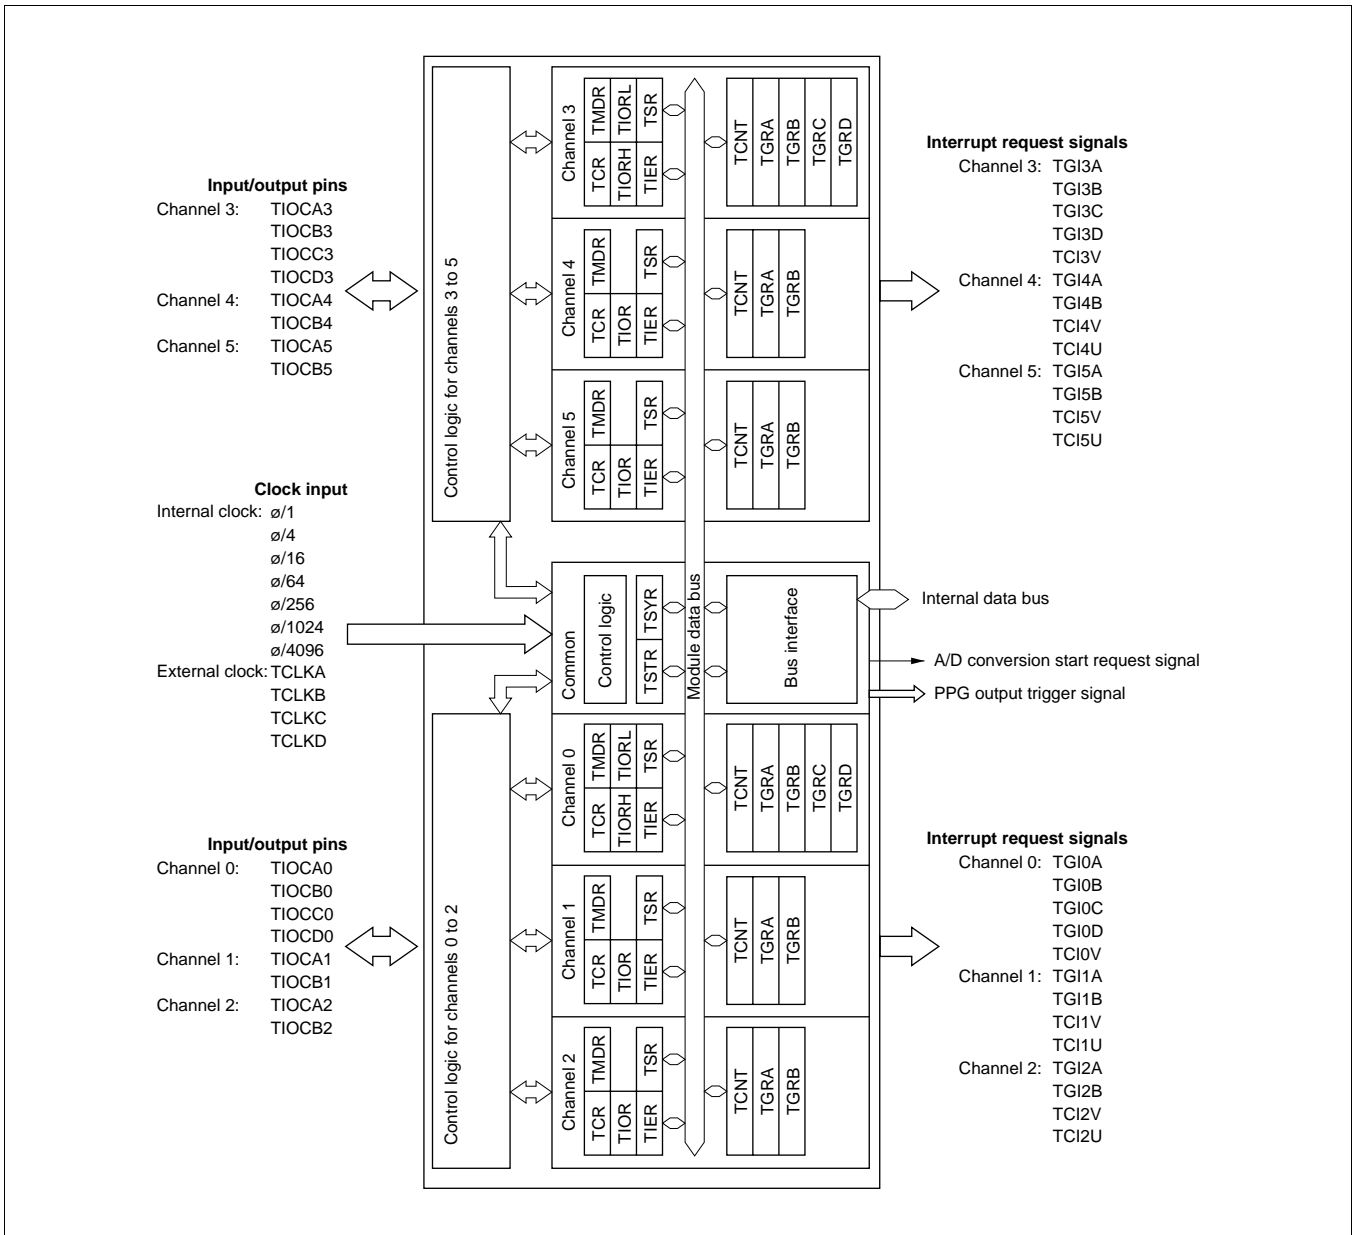 Input/output pins
Channel 3: TIOCA3
TIOCB3
TIOCC3
TIOCD3
Channel 4: TIOCA4
TIOCB4
Channel 5: TIOCA5
TIOCB5
Clock input
Internal clock: ø/1
ø/4
ø/16
ø/64
ø/256
ø/1024
ø/4096
External clock: TCLKA
TCLKB
TCLKC
TCLKD
Input/output pins
Channel 0: TIOCA0
TIOCB0
TIOCC0
TIOCD0
Channel 1: TIOCA1
TIOCB1
Channel 2: TIOCA2
TIOCB2
Control logic for channels 3 to 5
Control logic for channels 0 to 2
Channel 3
TMDR
TIORL
TSR
TCR
TIORH
TIER
TCNT
TGRA
TGRB
TGRC
TGRD
Channel 4
TMDR
TSR
TCR
TIOR
TIER
TCNT
TGRA
TGRB
Channel 5
TMDR
TSR
TCR
TIOR
TIER
TCNT
TGRA
TGRB
Common
Control logic
TSYR
TSTR
Module data bus
Bus interface
Channel 0
TMDR
TIORL
TSR
TCR
TIORH
TIER
TCNT
TGRA
TGRB
TGRC
TGRD
Channel 1
TMDR
TSR
TCR
TIOR
TIER
TCNT
TGRA
TGRB
Channel 2
TMDR
TSR
TCR
TIOR
TIER
TCNT
TGRA
TGRB
Interrupt request signals
Channel 3: TGI3A
TGI3B
TGI3C
TGI3D
TCI3V
Channel 4: TGI4A
TGI4B
TCI4V
TCI4U
Channel 5: TGI5A
TGI5B
TCI5V
TCI5U
Internal data bus
A/D conversion start request signal
PPG output trigger signal
Interrupt request signals
Channel 0: TGI0A
TGI0B
TGI0C
TGI0D
TCI0V
Channel 1: TGI1A
TGI1B
TCI1V
TCI1U
Channel 2: TGI2A
TGI2B
TCI2V
TCI2U